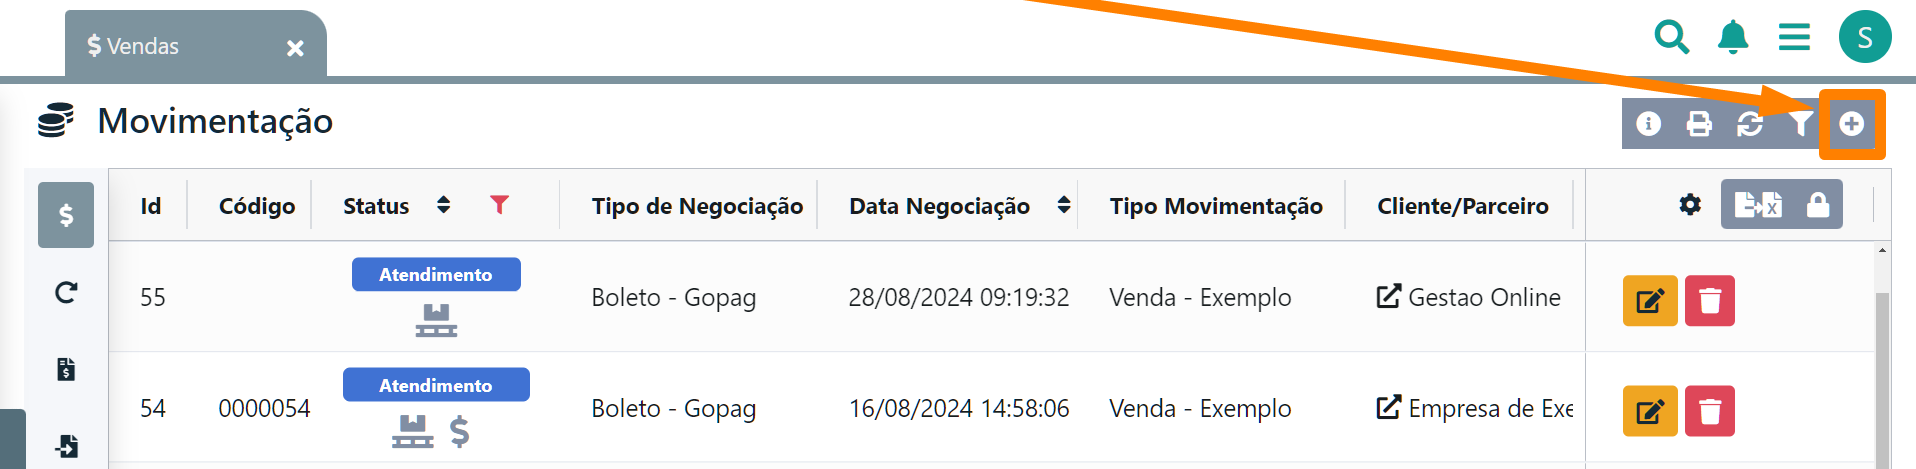 $ Vendas
S
Movimentação
Id Código Status Tipo de Negociação Data Negociação Tipo Movimentação Cliente/Parceiro
Atendimento
55 Boleto - Gopag 28/08/2024 09:19:32 Venda - Exemplo Gestao Online
Atendimento
54 0000054 Boleto - Gopag 16/08/2024 14:58:06 Venda - Exemplo Empresa de Exe